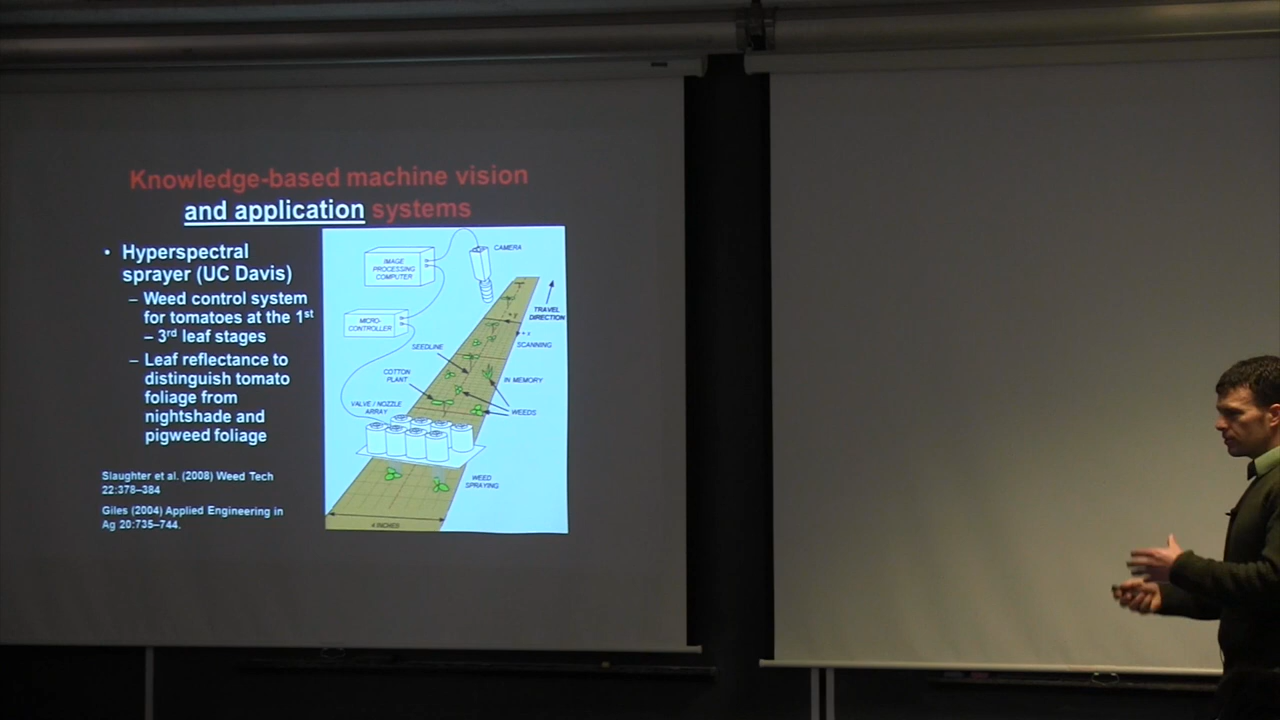 Knowledge-based machine vision
and application systems
• Hyperspectral
sprayer (UC Davis)
– Weed control system
for tomatoes at the 1st
– 3rd leaf stages
– Leaf reflectance to
distinguish tomato
foliage from
nightshade and
pigweed foliage
Slaughter et al. (2008) Weed Tech
22:378–384
Giles (2004) Applied Engineering in
Ag 20:735–744.
CAMERA
IMAGE
PROCESSING
COMPUTER
TRAVEL
DIRECTION
MICRO-
CONTROLLER
+ y
+ x
SCANNING
SEEDLINE
COTTON
PLANT
IN MEMORY
VALVE / NOZZLE
ARRAY
WEEDS
WEED
SPRAYING
4 INCHES